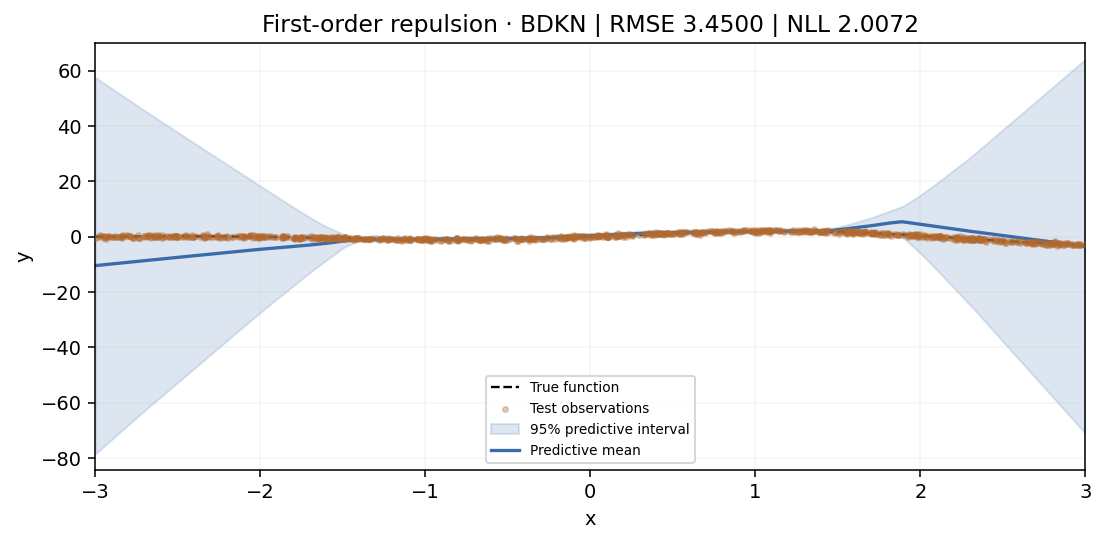 First-order repulsion · BDKN | RMSE 3.4500 | NLL 2.0072
60
40
20
0
−20
−40
−60
−80
y
True function
Test observations
95% predictive interval
Predictive mean
−3 −2 −1 0 1 2 3
x